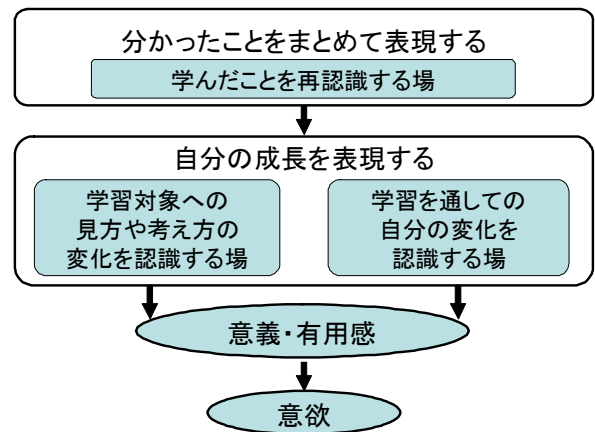 分かったことをまとめて表現する
学んだことを再認識する場
自分の成長を表現する
学習対象への
見方や考え方の
変化を認識する場
学習を通しての
自分の変化を
認識する場
意義・有用感
意欲